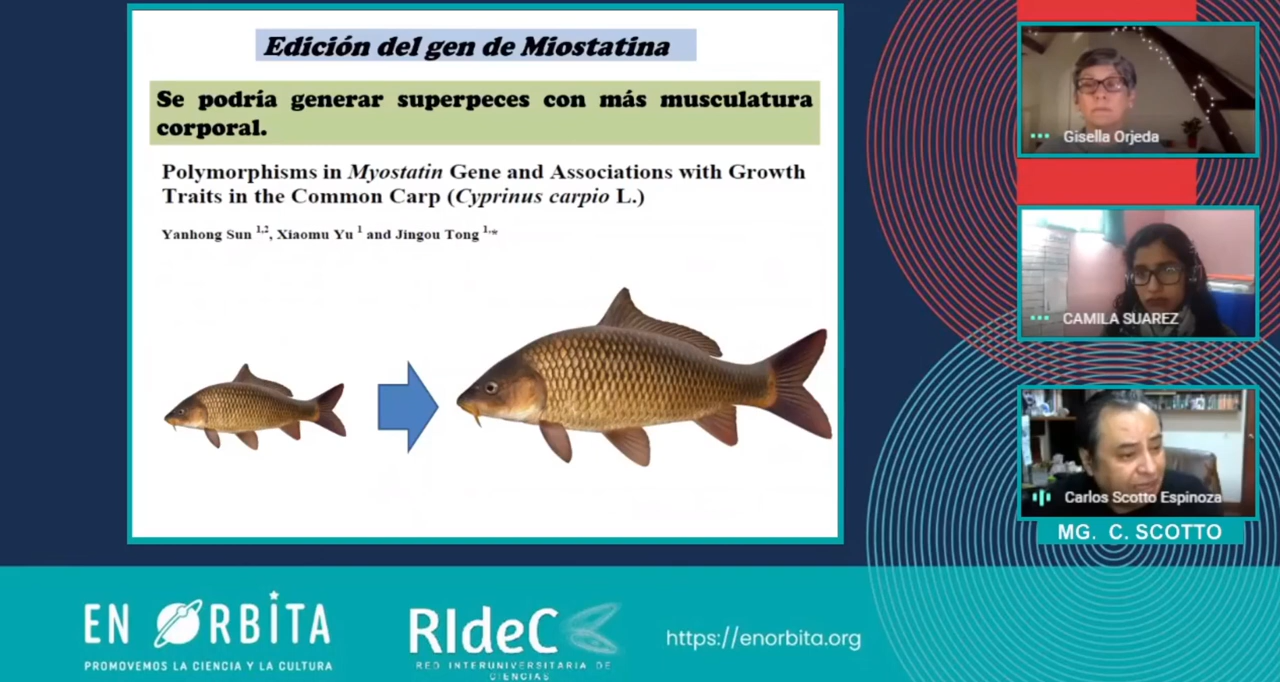 Edición del gen de Miostatina
Se podría generar superpeces con más musculatura
corporal.
Polymorphisms in Myostatin Gene and Associations with Growth
Traits in the Common Carp (Cyprinus carpio L.)
Yanhong Sun 1,2, Xiaomu Yu 1 and Jingou Tong 1,*
Gisella Orjeda
CAMILA SUAREZ
Carlos Scotto Espinoza
MG. C. SCOTTO
EN ORBITA
PROMOVEMOS LA CIENCIA Y LA CULTURA
RIdeC
RED INTERUNIVERSITARIA DE
CIENCIAS
https://enorbita.org